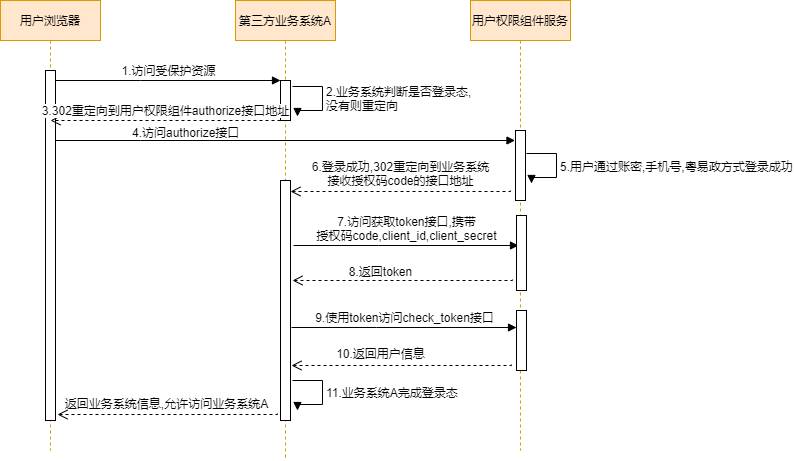 用户浏览器
第三方业务系统A
用户权限组件服务
1.访问受保护资源
2.业务系统判断是否登录态,
没有则重定向
3.302重定向到用户权限组件authorize接口地址
4.访问authorize接口
5.用户通过账密,手机号,粤易政方式登录成功
6.登录成功,302重定向到业务系统
接收授权码code的接口地址
7.访问获取token接口,携带
授权码code,client_id,client_secret
8.返回token
9.使用token访问check_token接口
10.返回用户信息
11.业务系统A完成登录态
返回业务系统信息,允许访问业务系统A